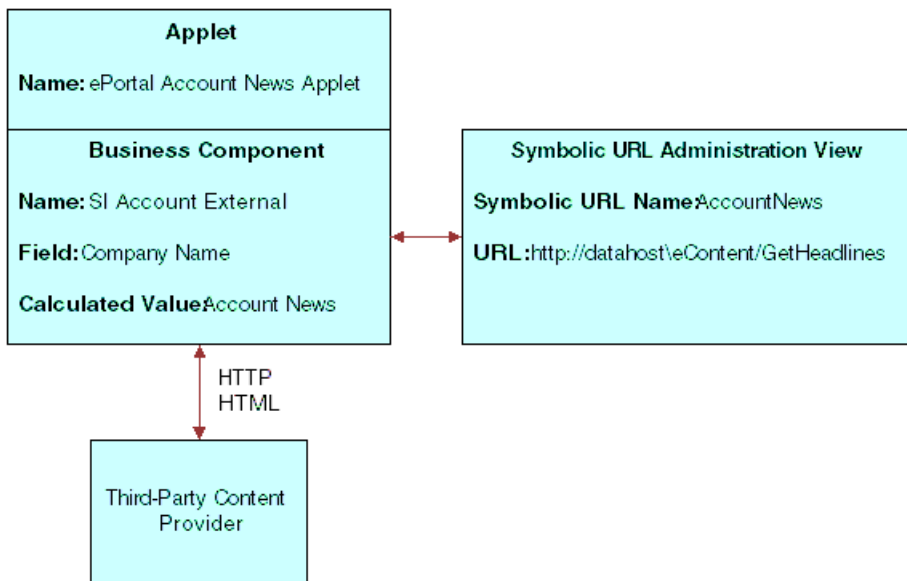 Applet
Name: ePortal Account News Applet
Business Component
Name: SI Account External
Field: Company Name
Calculated Value: Account News
Symbolic URL Administration View
Symbolic URL Name: AccountNews
URL: http://datahost\eContent/GetHeadlines
HTTP
HTML
Third-Party Content
Provider